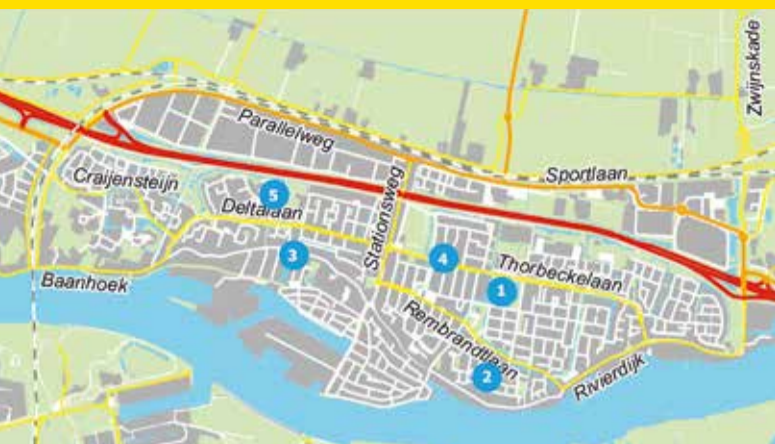 Zwijnskade
Parallelweg
Craijensteijn
Sportlaan
5
Deltalaan
Stationsweg
3
4
Thorbeckelaan
Baanhoek
1
Rembrandtlaan
2
Rivierdijk